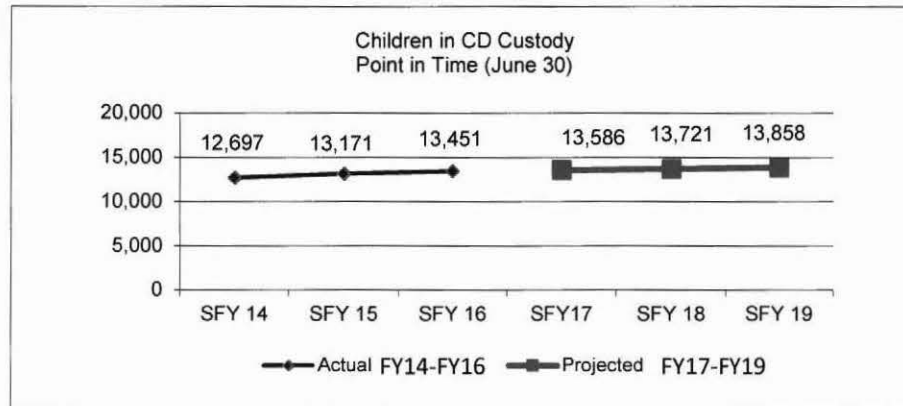 Children in CD Custody
Point in Time (June 30)
20,000
12,697 13,171 13,451 13,586 13,721 13,858
15,000
10,000
5,000
0
SFY 14 SFY 15 SFY 16 SFY17 SFY 18 SFY 19
Actual FY14-FY16 Projected FY17-FY19